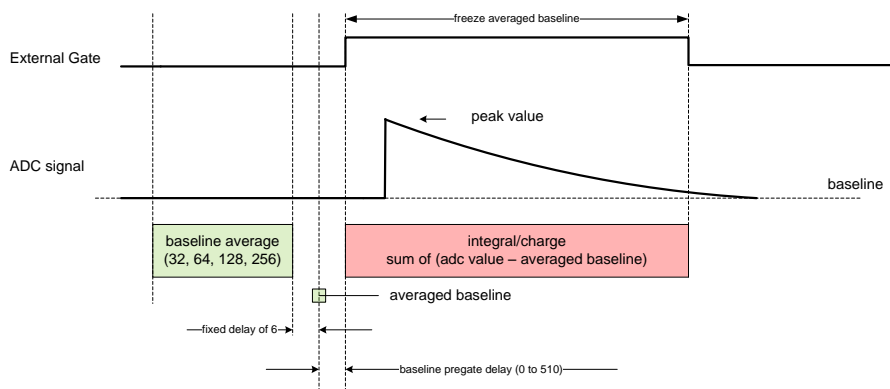 freeze averaged baseline
External Gate
peak value
ADC signal
baseline
baseline average
(32, 64, 128, 256)
integral/charge
sum of (adc value – averaged baseline)
averaged baseline
fixed delay of 6
baseline pregate delay (0 to 510)